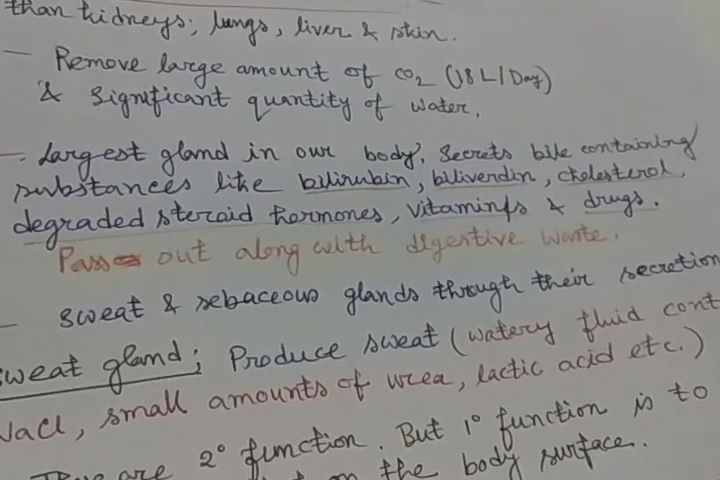 than kidneys; lungs, liver & skin.
— Remove large amount of CO2 (18 L/Day)
& significant quantity of water.
— Largest gland in our body. Secrets bile containing
substances like bilirubin, biliverdin, cholesterol,
degraded steroid hormones, vitamins & drugs.
Pass out along with digestive waste.
— Sweat & sebaceous glands through their secretion
sweat gland; Produce sweat (watery fluid cont
NaCl, small amounts of urea, lactic acid etc.)
are 2° function. But 1° function is to
on the body surface.